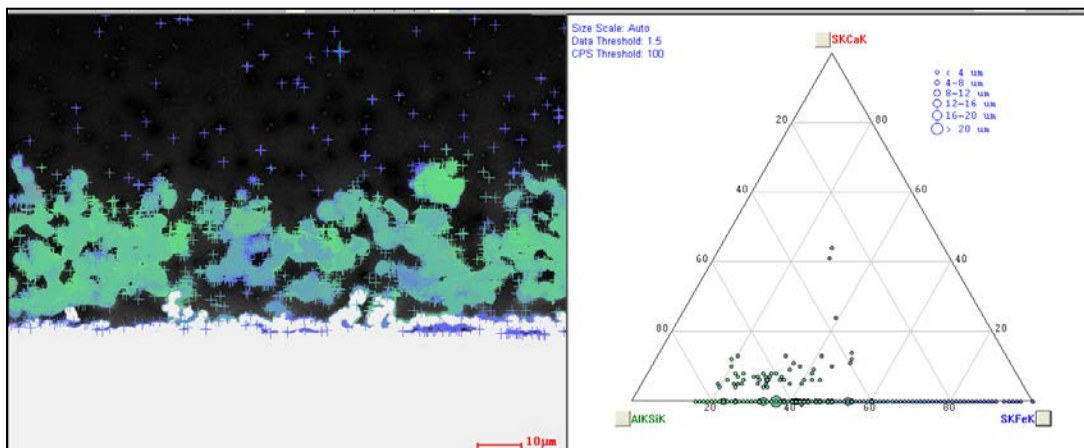 Size Scale: Auto
Data Threshold: 1.5
CPS Threshold: 100
SKCaK
< 4 um
4-8 um
8-12 um
12-16 um
16-20 um
> 20 um
20
80
40
60
60
40
80
20
20
40
60
80
AlKSiK
SKFeK
10μm